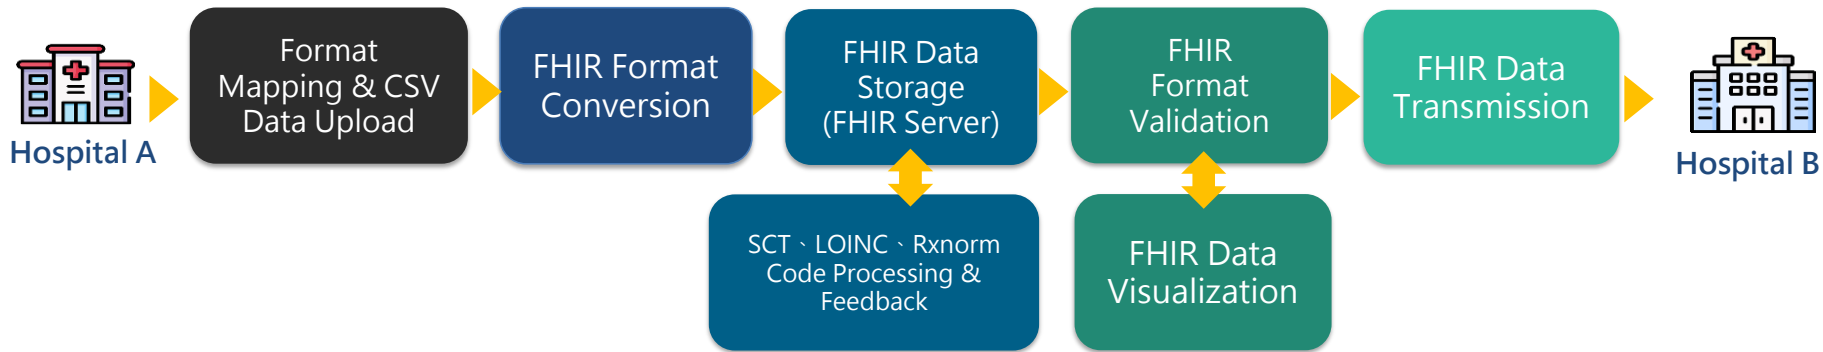 Hospital A
Format
Mapping & CSV
Data Upload
FHIR Format
Conversion
FHIR Data
Storage
(FHIR Server)
FHIR
Format
Validation
FHIR Data
Transmission
Hospital B
SCT、LOINC、Rxnorm
Code Processing &
Feedback
FHIR Data
Visualization